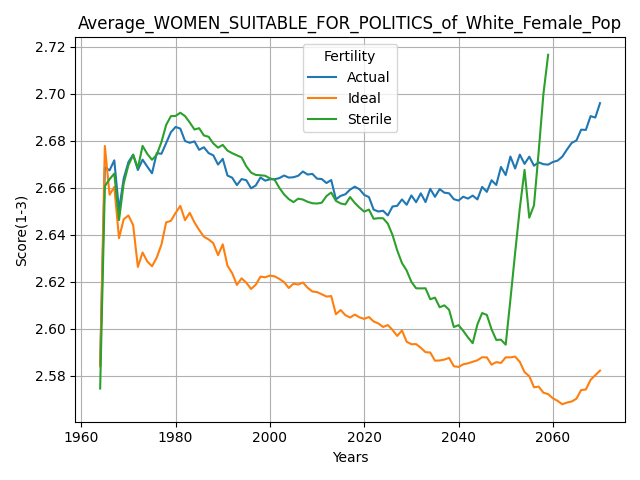 Average_WOMEN_SUITABLE_FOR_POLITICS_of_White_Female_Pop
Fertility
Actual
Ideal
Sterile
Score(1-3)
2.72
2.70
2.68
2.66
2.64
2.62
2.60
2.58
1960 1980 2000 2020 2040 2060
Years